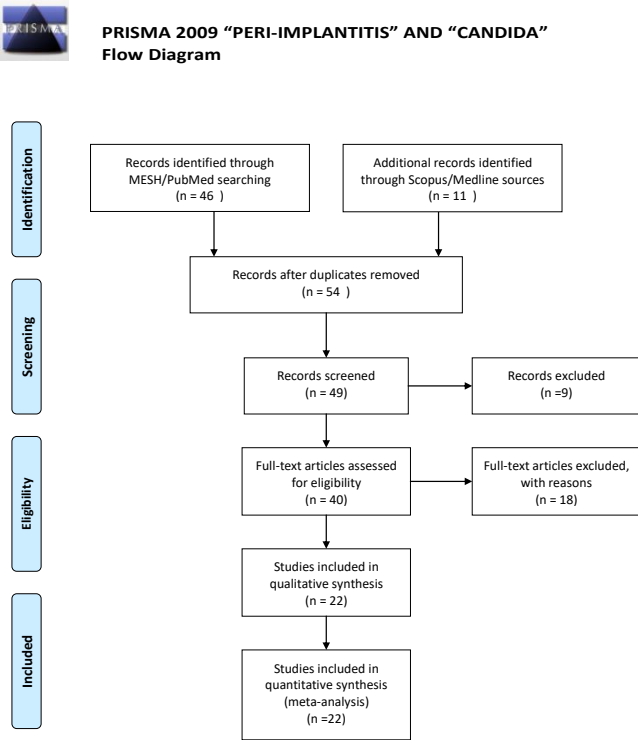 PRISMA
PRISMA 2009 “PERI-IMPLANTITIS” AND “CANDIDA”
Flow Diagram
Identification
Records identified through
MESH/PubMed searching
(n = 46 )
Additional records identified
through Scopus/Medline sources
(n = 11 )
Records after duplicates removed
(n = 54 )
Screening
Records screened
(n = 49)
Records excluded
(n =9)
Eligibility
Full-text articles assessed
for eligibility
(n = 40)
Full-text articles excluded,
with reasons
(n = 18)
Studies included in
qualitative synthesis
(n = 22)
Included
Studies included in
quantitative synthesis
(meta-analysis)
(n =22)